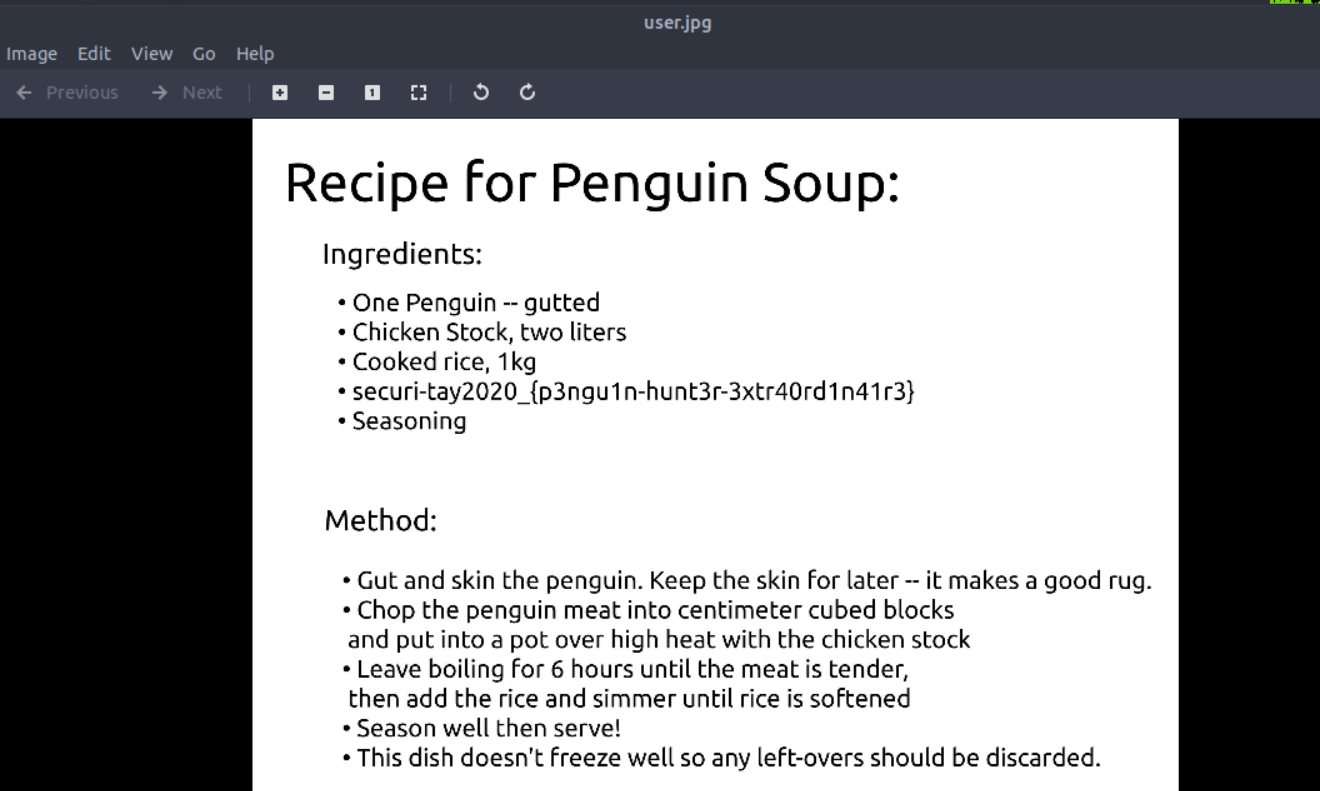 user.jpg
Image Edit View Go Help
Previous Next 1
Recipe for Penguin Soup:
Ingredients:
• One Penguin -- gutted
• Chicken Stock, two liters
• Cooked rice, 1kg
• securi-tay2020_{p3ngu1n-hunt3r-3xtr40rd1n41r3}
• Seasoning
Method:
• Gut and skin the penguin. Keep the skin for later -- it makes a good rug.
• Chop the penguin meat into centimeter cubed blocks
and put into a pot over high heat with the chicken stock
• Leave boiling for 6 hours until the meat is tender,
then add the rice and simmer until rice is softened
• Season well then serve!
• This dish doesn't freeze well so any left-overs should be discarded.